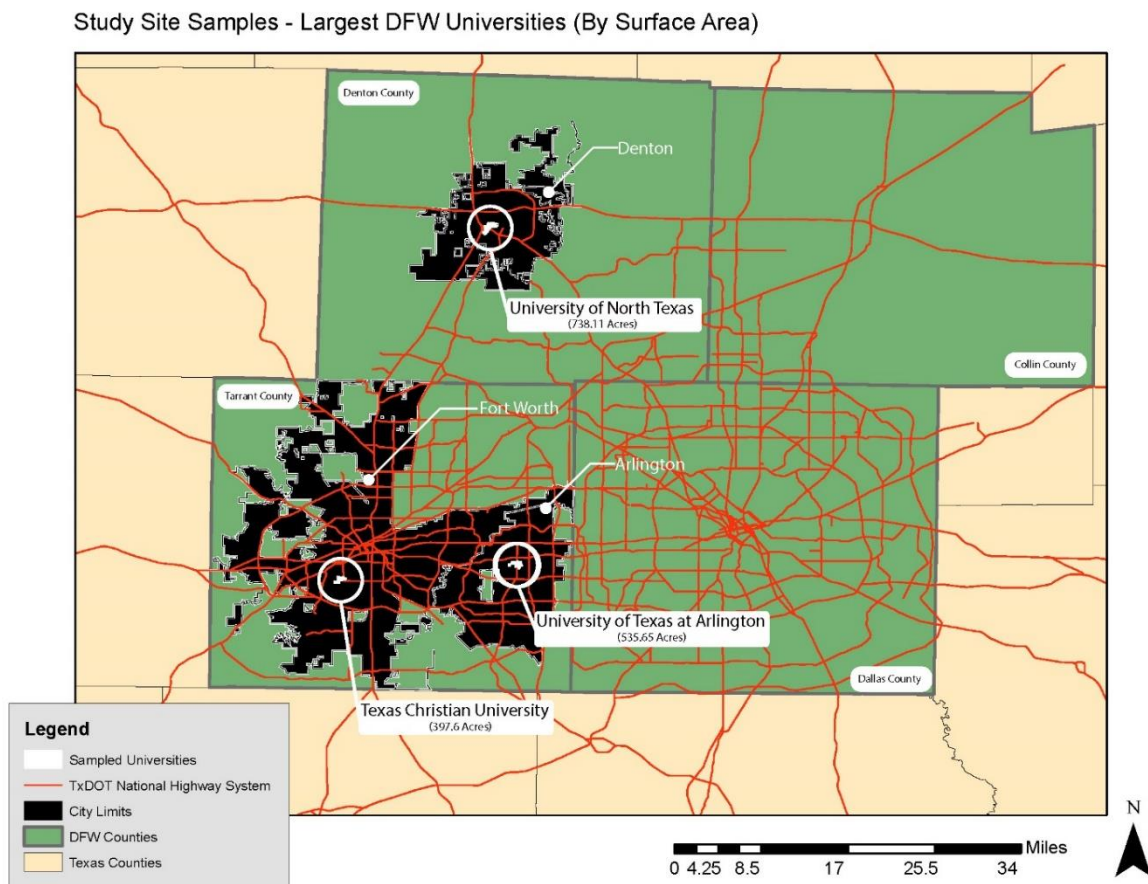 Study Site Samples - Largest DFW Universities (By Surface Area)
Denton County
Denton
University of North Texas
(738.11 Acres)
Collin County
Tarrant County
Fort Worth
Arlington
University of Texas at Arlington
(535.65 Acres)
Dallas County
Texas Christian University
(397.6 Acres)
Legend
Sampled Universities
TxDOT National Highway System
City Limits
DFW Counties
Texas Counties
N
Miles
0 4.25 8.5 17 25.5 34